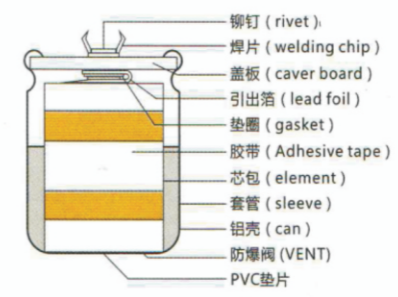 铆钉 ( rivet )
焊片 ( welding chip )
盖板 ( caver board )
引出箔 ( lead foil )
垫圈 ( gasket )
胶带 ( Adhesive tape )
芯包 ( element )
套管 ( sleeve )
铝壳 ( can )
防爆阀 (VENT)
PVC垫片